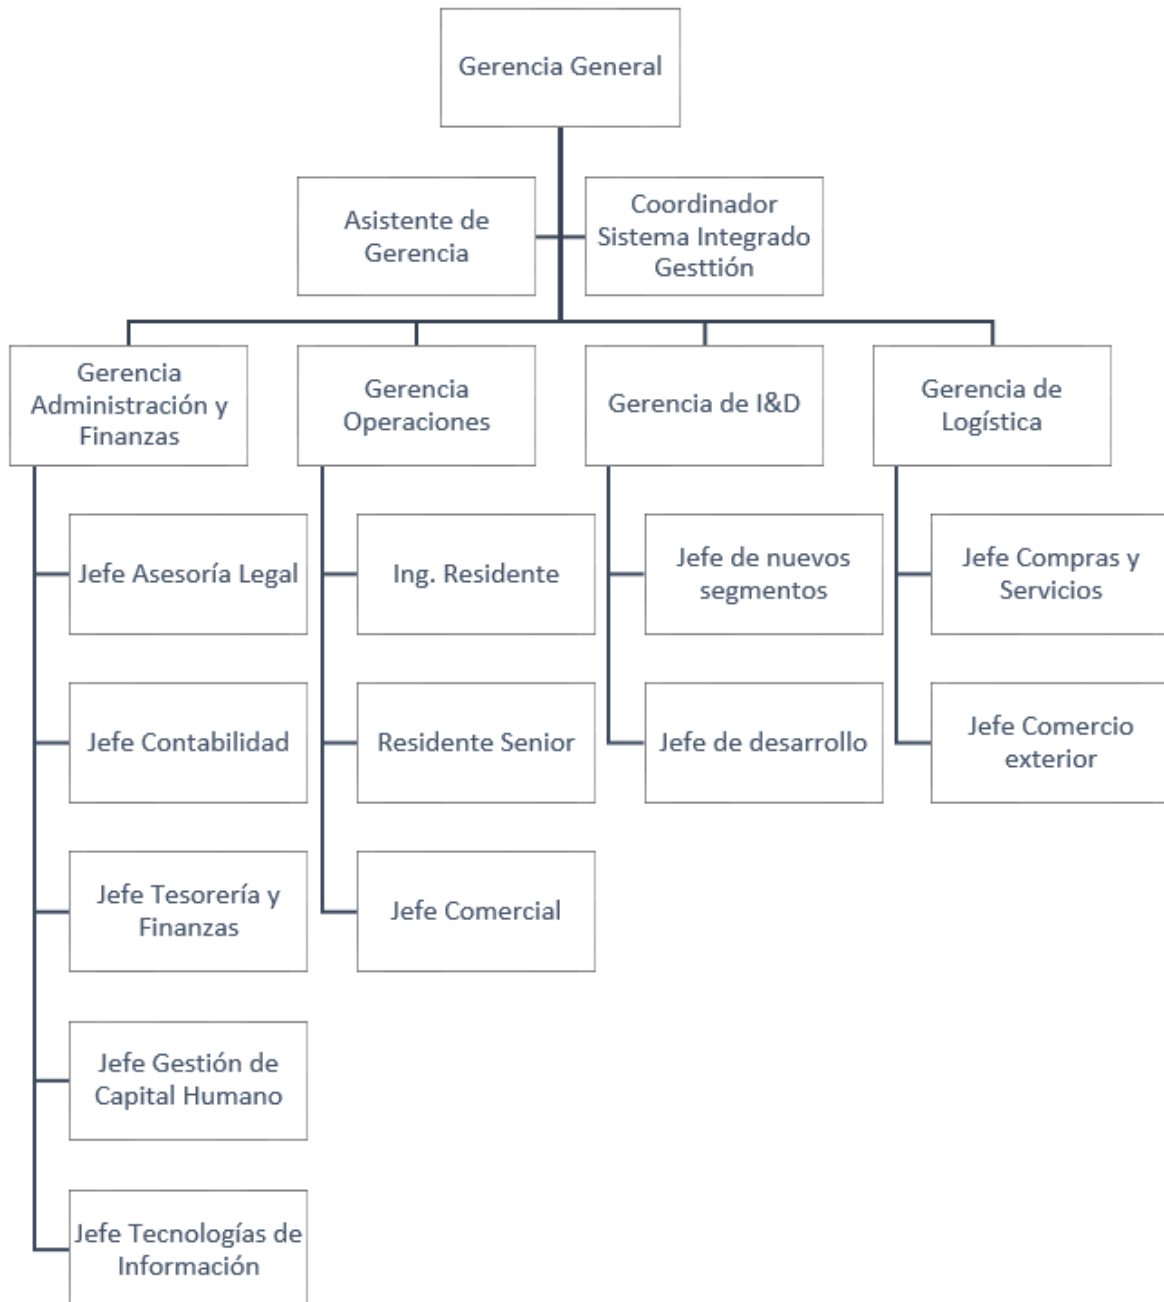 Gerencia General
Asistente de
Gerencia
Coordinador
Sistema Integrado
Gesttión
Gerencia
Administración y
Finanzas
Gerencia
Operaciones
Gerencia de I&D
Gerencia de
Logística
Jefe Asesoría Legal
Ing. Residente
Jefe de nuevos
segmentos
Jefe Compras y
Servicios
Jefe Contabilidad
Residente Senior
Jefe de desarrollo
Jefe Comercio
exterior
Jefe Tesorería y
Finanzas
Jefe Comercial
Jefe Gestión de
Capital Humano
Jefe Tecnologías de
Información